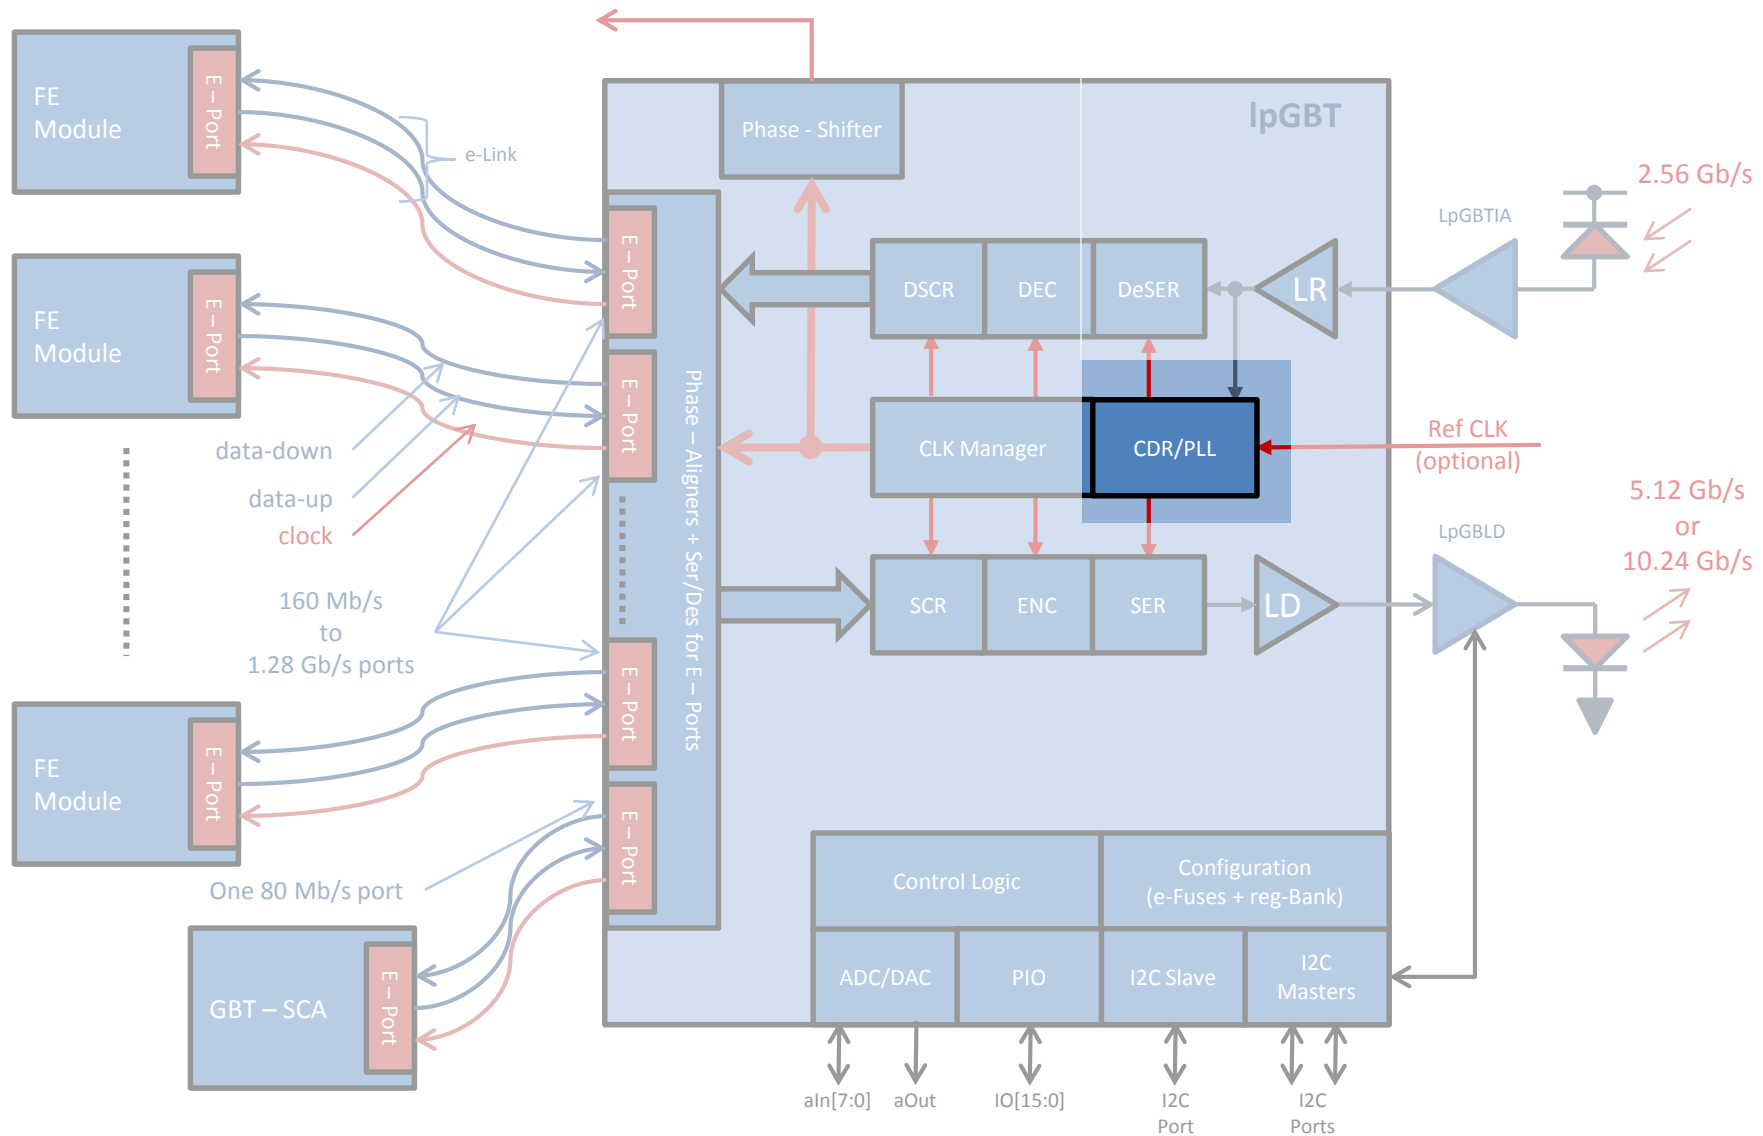 FE
Module
E – Port
e-Link
Phase - Shifter
lpGBT
2.56 Gb/s
LpGBTIA
E – Port
DSCR
DEC
DeSER
LR
FE
Module
E – Port
E – Port
Phase – Aligners + Ser/Des for E – Ports
CLK Manager
CDR/PLL
Ref CLK
(optional)
data-down
data-up
clock
5.12 Gb/s
or
10.24 Gb/s
LpGBLD
160 Mb/s
to
1.28 Gb/s ports
SCR
ENC
SER
LD
FE
Module
E – Port
E – Port
One 80 Mb/s port
E – Port
Control Logic
Configuration
(e-Fuses + reg-Bank)
GBT – SCA
E – Port
ADC/DAC
PIO
I2C Slave
I2C
Masters
aIn[7:0]
aOut
IO[15:0]
I2C
Port
I2C
Ports